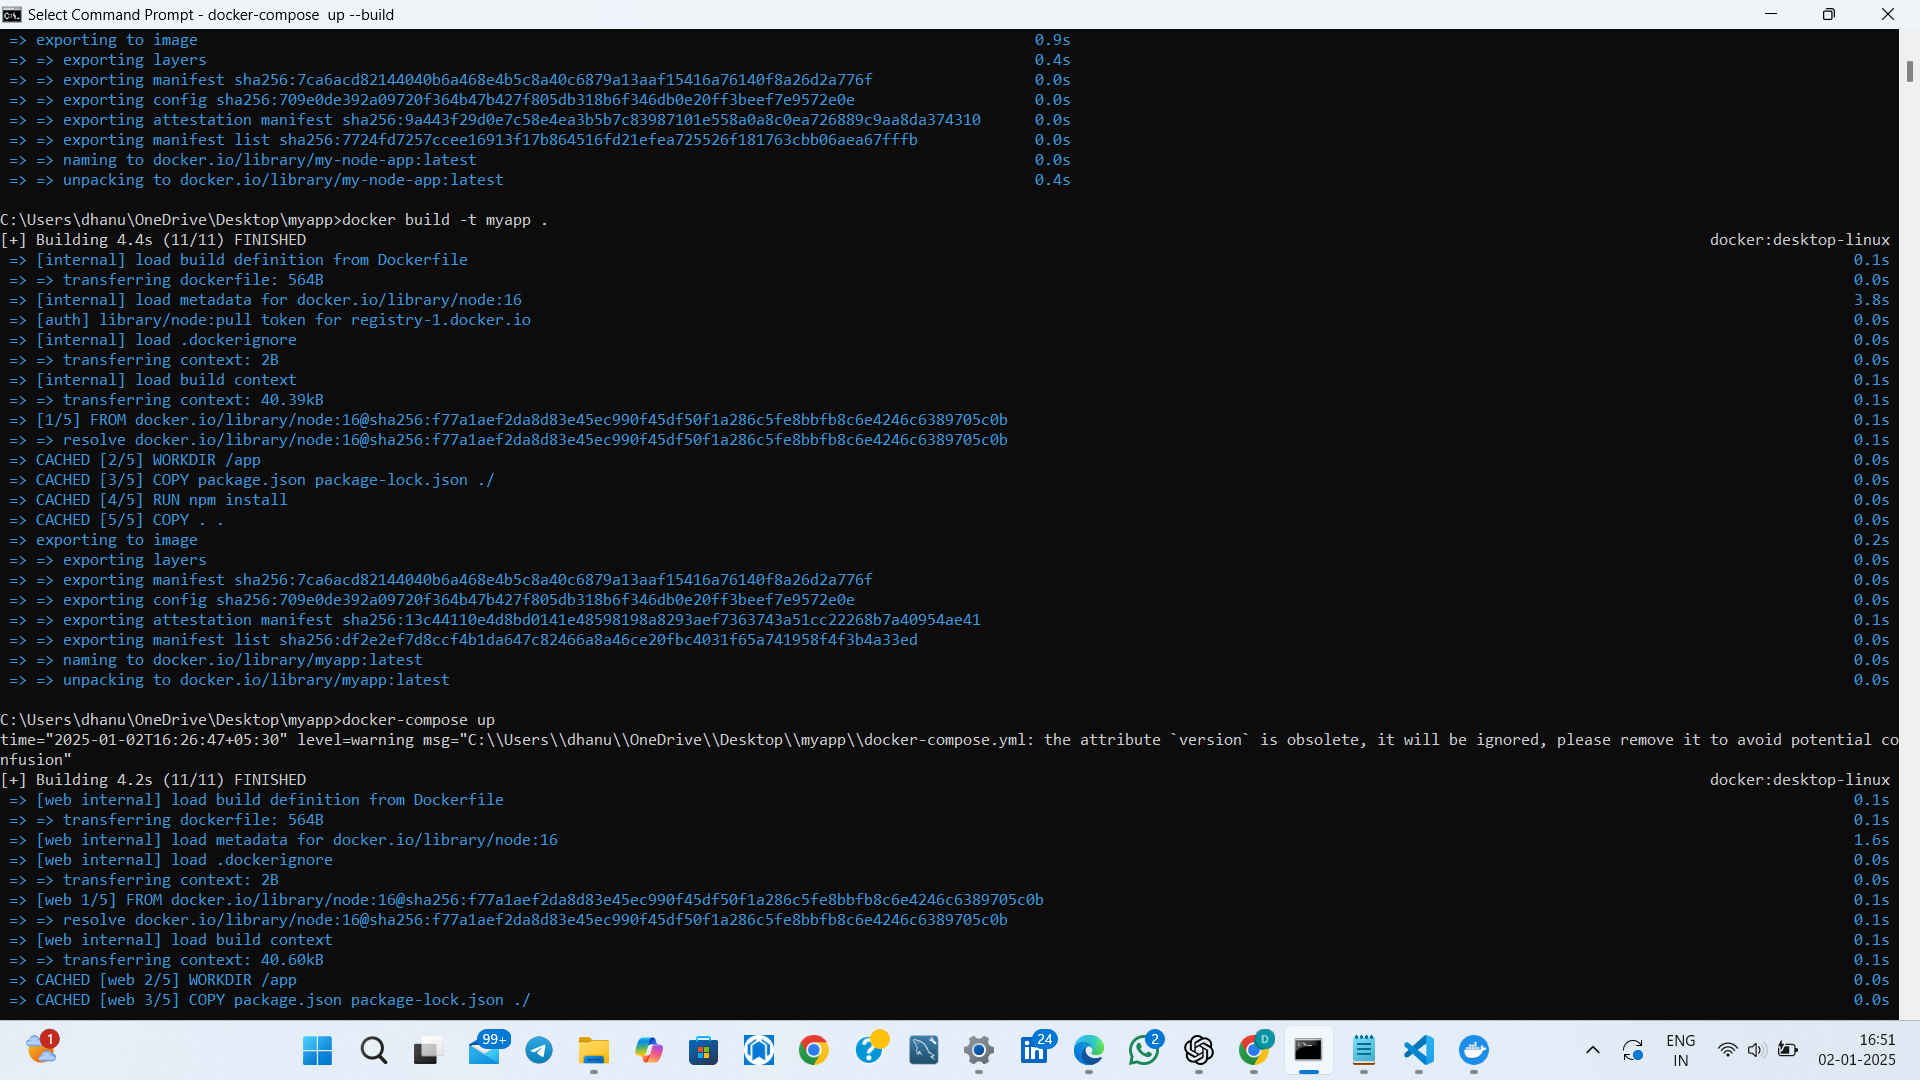 Select Command Prompt - docker-compose  up --build
=> exporting to image 0.9s
=> => exporting layers 0.4s
=> => exporting manifest sha256:7ca6acd82144040b6a468e4b5c8a40c6879a13aaf15416a76140f8a26d2a776f 0.0s
=> => exporting config sha256:709e0de392a09720f364b47b427f805db318b6f346db0e20ff3beef7e9572e0e 0.0s
=> => exporting attestation manifest sha256:9a443f29d0e7c58e4ea3b5b7c83987101e558a0a8c0ea726889c9aa8da374310 0.0s
=> => exporting manifest list sha256:7724fd7257ccee16913f17b864516fd21efea725526f181763cbb06aea67fffb 0.0s
=> => naming to docker.io/library/my-node-app:latest 0.0s
=> => unpacking to docker.io/library/my-node-app:latest 0.4s
C:\Users\dhanu\OneDrive\Desktop\myapp>docker build -t myapp .
[+] Building 4.4s (11/11) FINISHED docker:desktop-linux
=> [internal] load build definition from Dockerfile 0.1s
=> => transferring dockerfile: 564B 0.0s
=> [internal] load metadata for docker.io/library/node:16 3.8s
=> [auth] library/node:pull token for registry-1.docker.io 0.0s
=> [internal] load .dockerignore 0.0s
=> => transferring context: 2B 0.0s
=> [internal] load build context 0.1s
=> => transferring context: 40.39kB 0.1s
=> [1/5] FROM docker.io/library/node:16@sha256:f77a1aef2da8d83e45ec990f45df50f1a286c5fe8bbfb8c6e4246c6389705c0b 0.1s
=> => resolve docker.io/library/node:16@sha256:f77a1aef2da8d83e45ec990f45df50f1a286c5fe8bbfb8c6e4246c6389705c0b 0.1s
=> CACHED [2/5] WORKDIR /app 0.0s
=> CACHED [3/5] COPY package.json package-lock.json ./ 0.0s
=> CACHED [4/5] RUN npm install 0.0s
=> CACHED [5/5] COPY . . 0.0s
=> exporting to image 0.2s
=> => exporting layers 0.0s
=> => exporting manifest sha256:7ca6acd82144040b6a468e4b5c8a40c6879a13aaf15416a76140f8a26d2a776f 0.0s
=> => exporting config sha256:709e0de392a09720f364b47b427f805db318b6f346db0e20ff3beef7e9572e0e 0.0s
=> => exporting attestation manifest sha256:13c44110e4d8bd0141e48598198a8293aef7363743a51cc22268b7a40954ae41 0.1s
=> => exporting manifest list sha256:df2e2ef7d8ccf4b1da647c82466a8a46ce20fbc4031f65a741958f4f3b4a33ed 0.0s
=> => naming to docker.io/library/myapp:latest 0.0s
=> => unpacking to docker.io/library/myapp:latest 0.0s
C:\Users\dhanu\OneDrive\Desktop\myapp>docker-compose up
time="2025-01-02T16:26:47+05:30" level=warning msg="C:\\Users\\dhanu\\OneDrive\\Desktop\\myapp\\docker-compose.yml: the attribute `version` is obsolete, it will be ignored, please remove it to avoid potential co
nfusion"
[+] Building 4.2s (11/11) FINISHED docker:desktop-linux
=> [web internal] load build definition from Dockerfile 0.1s
=> => transferring dockerfile: 564B 0.1s
=> [web internal] load metadata for docker.io/library/node:16 1.6s
=> [web internal] load .dockerignore 0.0s
=> => transferring context: 2B 0.0s
=> [web 1/5] FROM docker.io/library/node:16@sha256:f77a1aef2da8d83e45ec990f45df50f1a286c5fe8bbfb8c6e4246c6389705c0b 0.1s
=> => resolve docker.io/library/node:16@sha256:f77a1aef2da8d83e45ec990f45df50f1a286c5fe8bbfb8c6e4246c6389705c0b 0.1s
=> [web internal] load build context 0.1s
=> => transferring context: 40.60kB 0.1s
=> CACHED [web 2/5] WORKDIR /app 0.0s
=> CACHED [web 3/5] COPY package.json package-lock.json ./ 0.0s
1 99+ 24 2 D
ENG
IN
16:51
02-01-2025